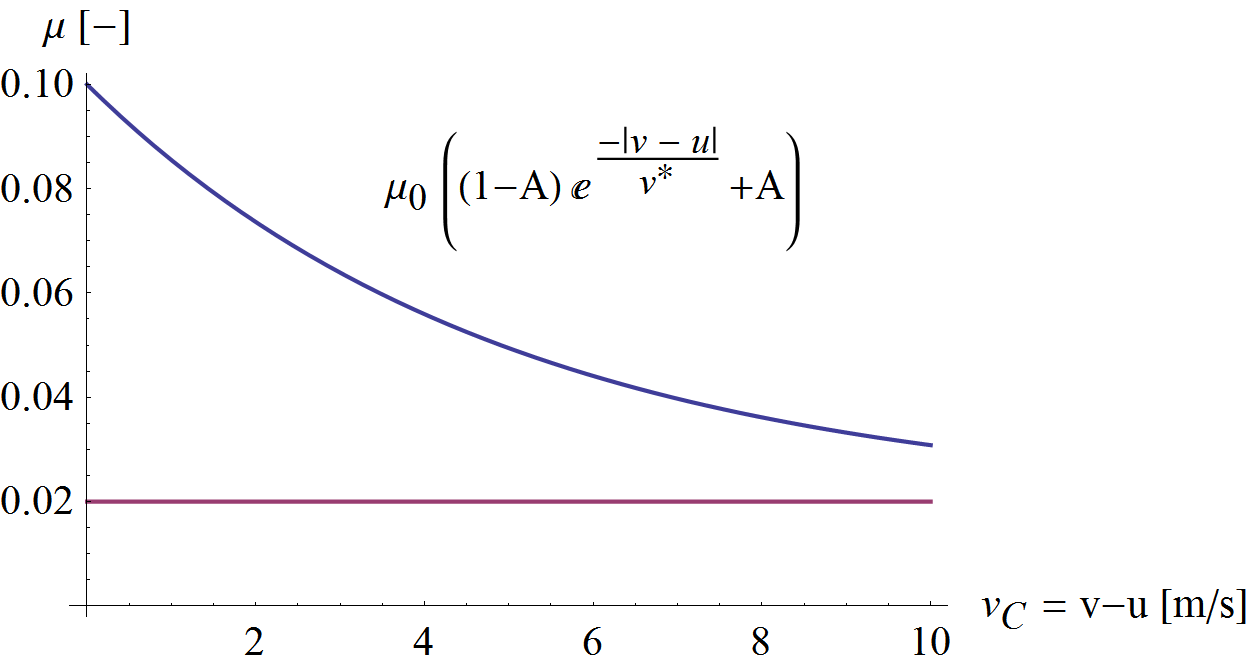 μ [−]
0.10
μ₀ ((1−A) e^(−|v − u| / v*) +A)
0.08
0.06
0.04
0.02
v_C = v−u [m/s]
2 4 6 8 10